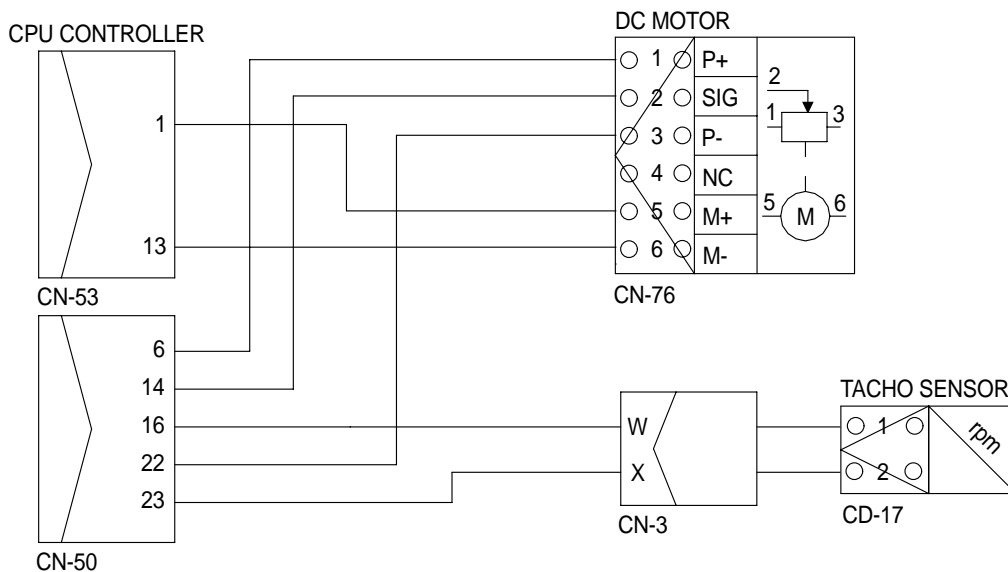 CPU CONTROLLER
1
13
CN-53
6
14
16
22
23
CN-50
DC MOTOR
1 P+
2 SIG
3 P-
4 NC
5 M+
6 M-
2
1 3
5 M 6
CN-76
W
X
CN-3
TACHO SENSOR
1
2
rpm
CD-17